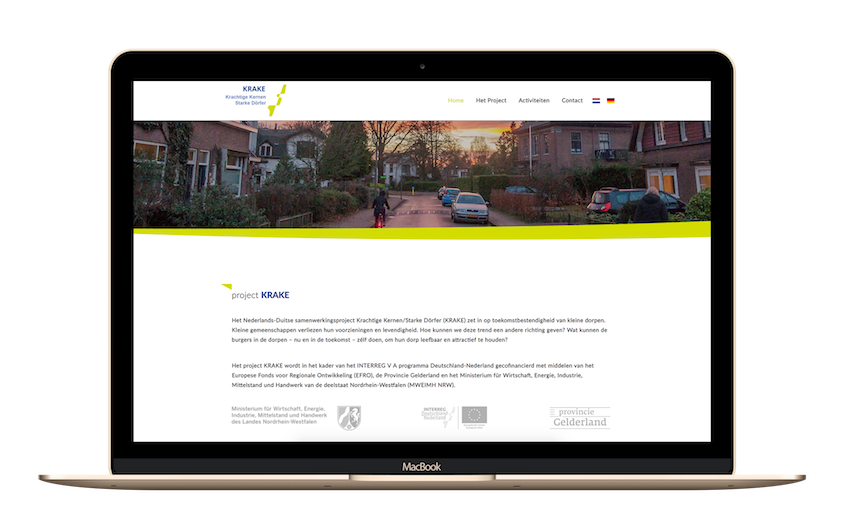 KRAKE
Krachtige Kernen
Starke Dörfer
Home Het Project Activiteiten Contact
project KRAKE
Het Nederlands-Duitse samenwerkingsproject Krachtige Kernen/Starke Dörfer (KRAKE) zet in op toekomstbestendigheid van kleine dorpen.
Kleine gemeenschappen verliezen hun voorzieningen en levendigheid. Hoe kunnen we deze trend een andere richting geven? Wat kunnen de
burgers in de dorpen – nu en in de toekomst – zélf doen, om hun dorp leefbaar en attractief te houden?
Het project KRAKE wordt in het kader van het INTERREG V A programma Deutschland-Nederland gecofinancierd met middelen van het
Europese Fonds voor Regionale Ontwikkeling (EFRO), de Provincie Gelderland en het Ministerium für Wirtschaft, Energie, Industrie,
Mittelstand und Handwerk van de deelstaat Nordrhein-Westfalen (MWEIMH NRW).
Ministerium für Wirtschaft, Energie,
Industrie, Mittelstand und Handwerk
des Landes Nordrhein-Westfalen
INTERREG
Deutschland
Nederland
provincie
Gelderland
MacBook